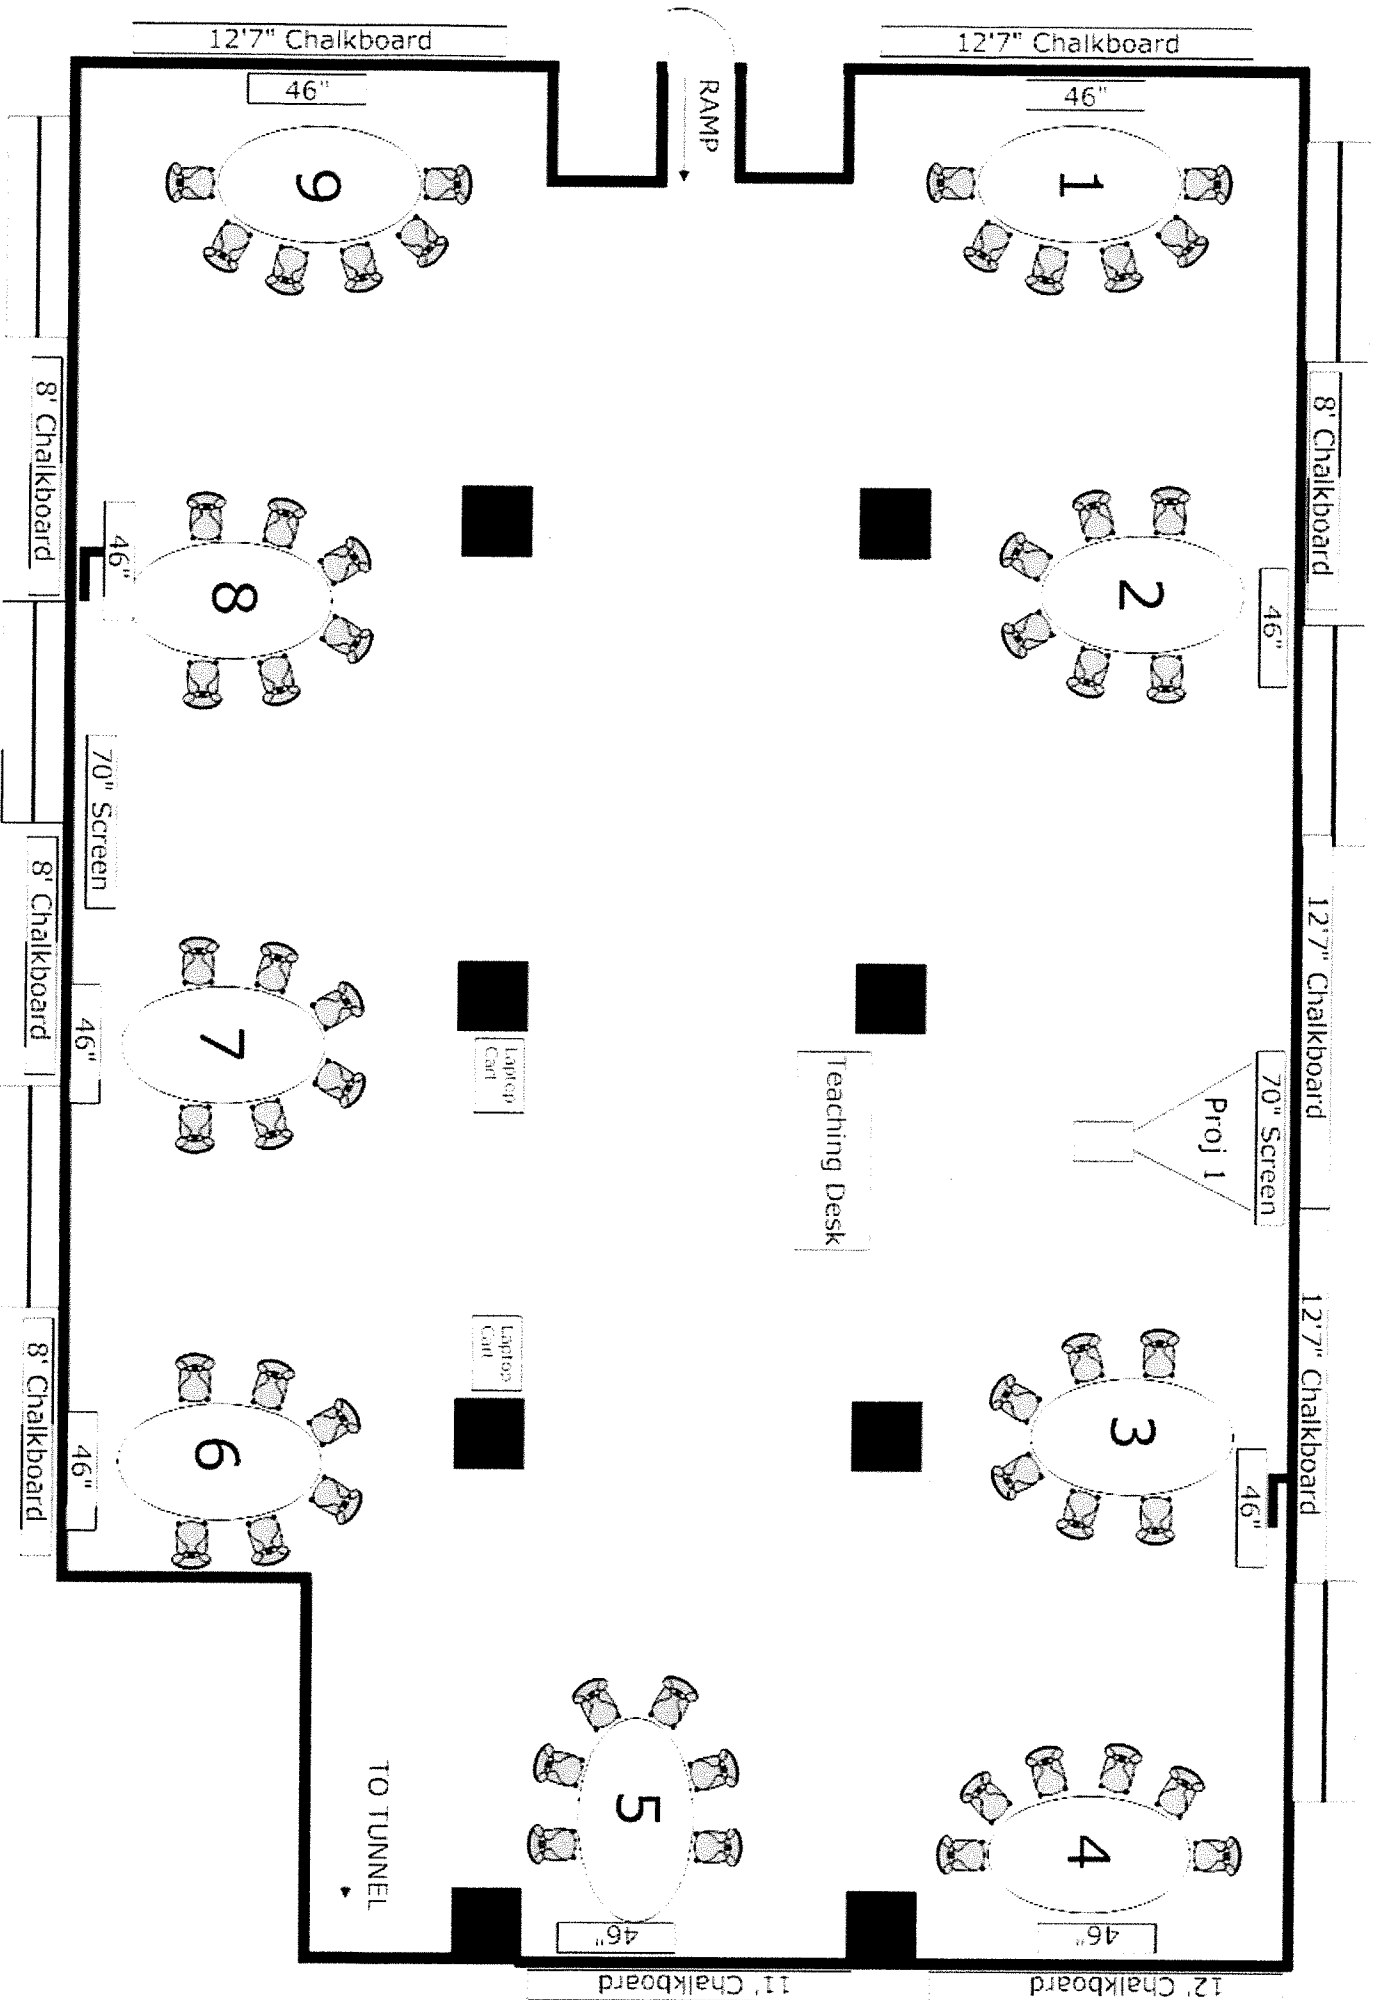 12'7" Chalkboard
12'7" Chalkboard
46"
RAMP
46"
9
1
8' Chalkboard
8' Chalkboard
46"
8
2
46"
70" Screen
12'7" Chalkboard
8' Chalkboard
46"
7
Laptop
Cart
Teaching Desk
Proj 1
70" Screen
12'7" Chalkboard
8' Chalkboard
46"
6
Laptop
Cart
3
46"
TO TUNNEL
5
4
46"
46"
11' Chalkboard
12' Chalkboard